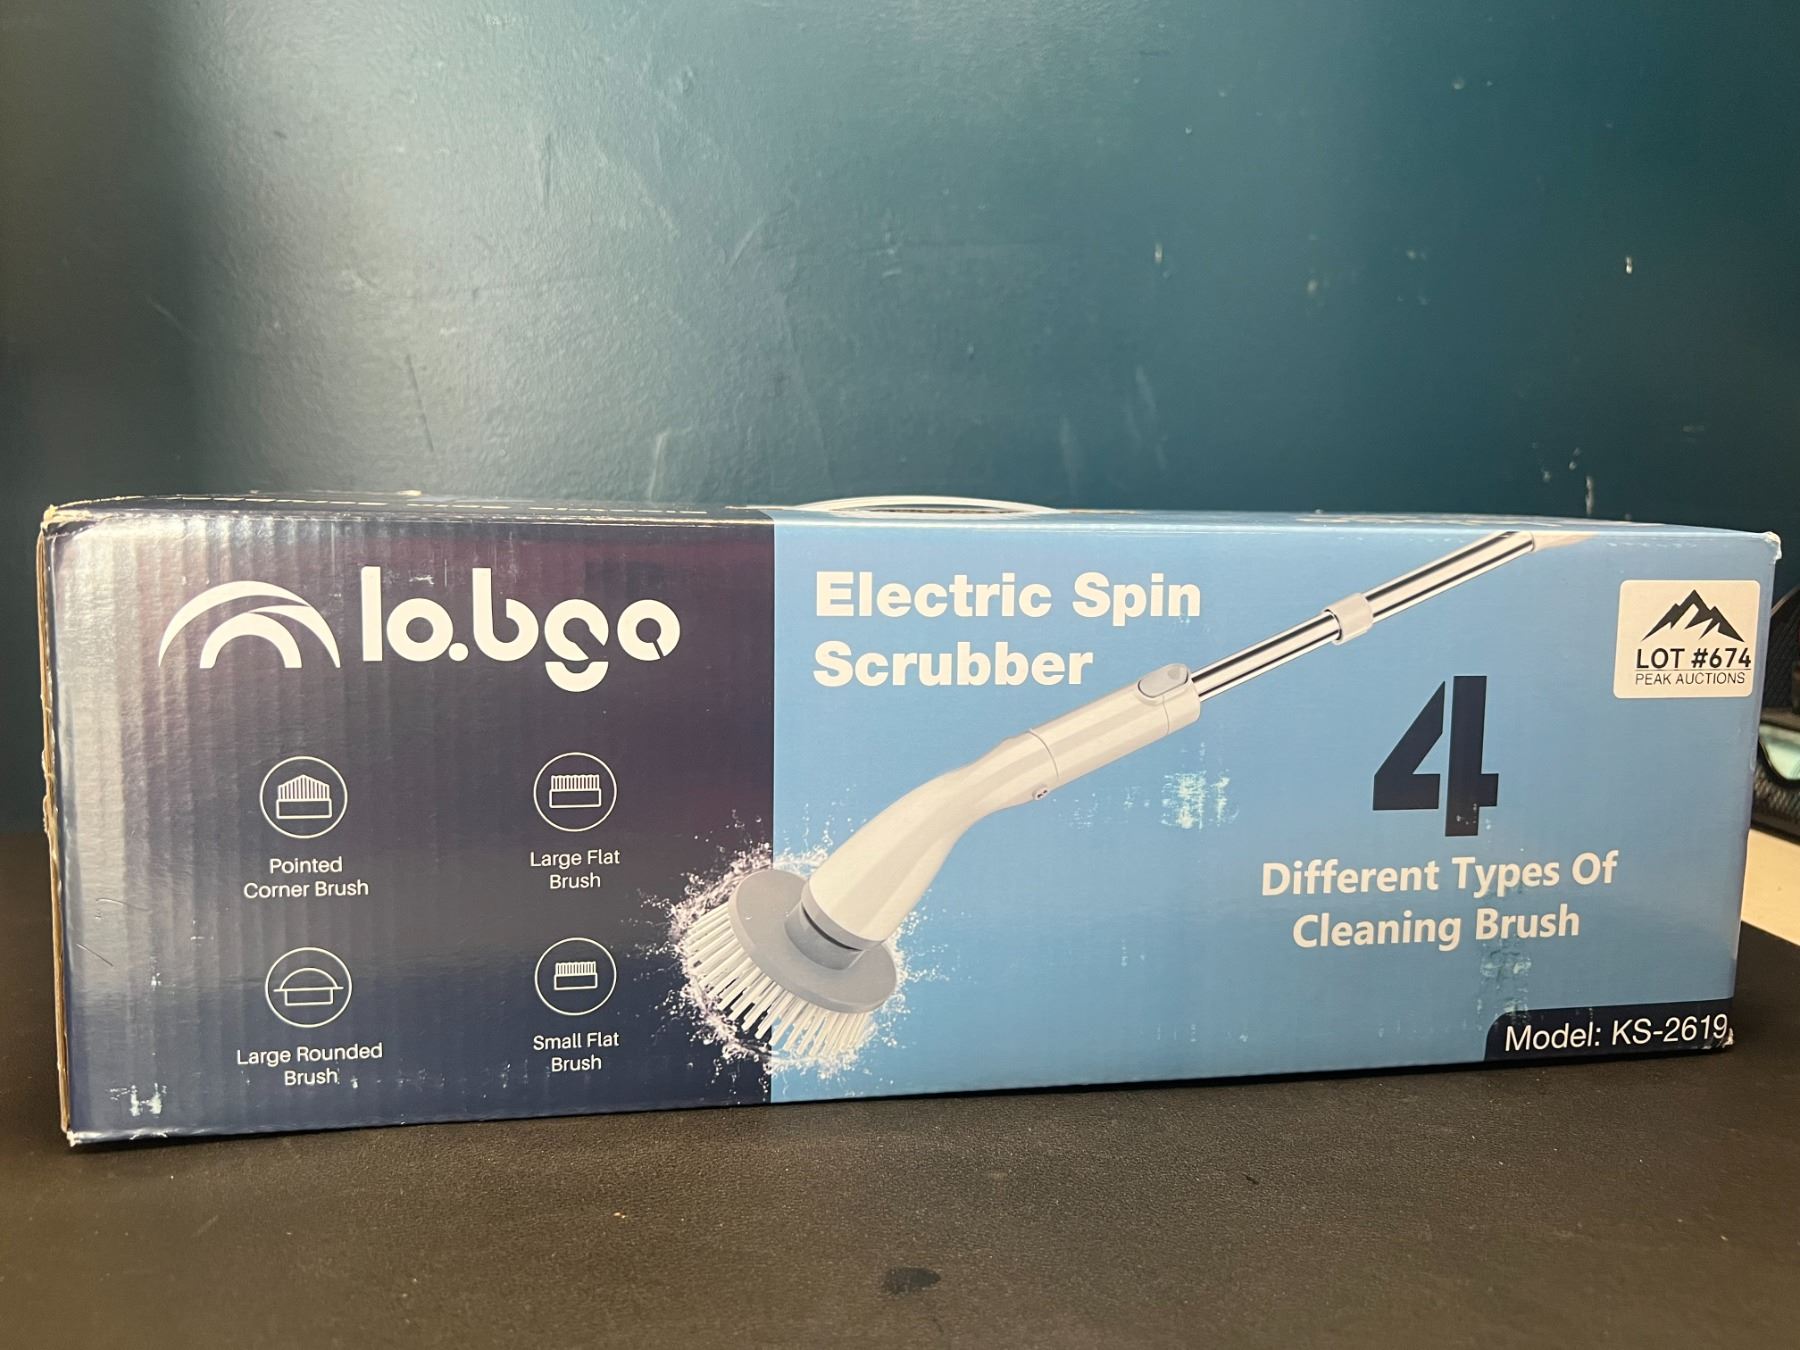 la.bgo
Electric Spin
Scrubber
LOT #674
PEAK AUCTIONS
4
Different Types Of
Cleaning Brush
Pointed
Corner Brush
Large Flat
Brush
Large Rounded
Brush
Small Flat
Brush
Model: KS-2619